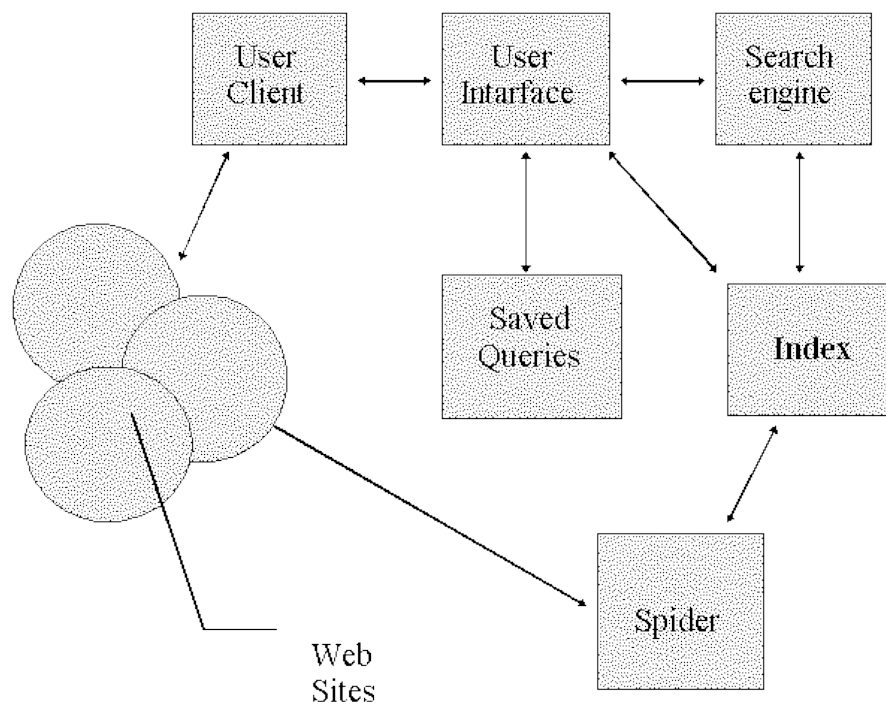 User
Client
User
Intarface
Search
engine
Saved
Queries
Index
Spider
Web
Sites